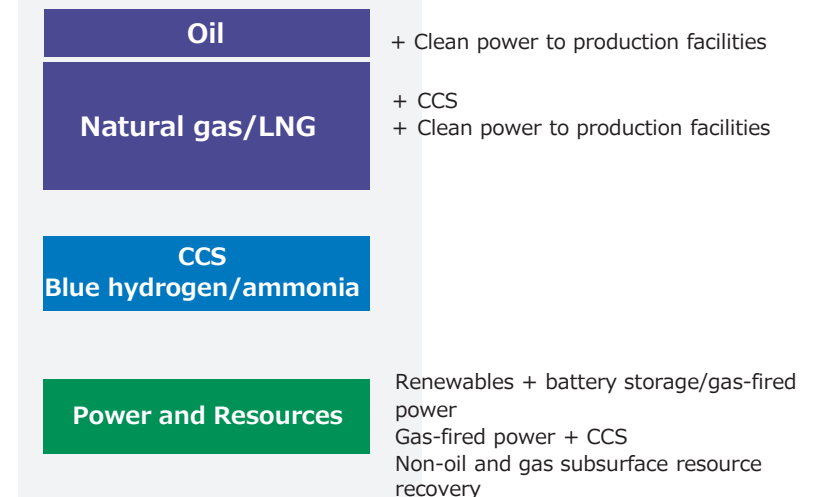 Oil
+ Clean power to production facilities
Natural gas/LNG
+ CCS
+ Clean power to production facilities
CCS
Blue hydrogen/ammonia
Power and Resources
Renewables + battery storage/gas-fired
power
Gas-fired power + CCS
Non-oil and gas subsurface resource
recovery